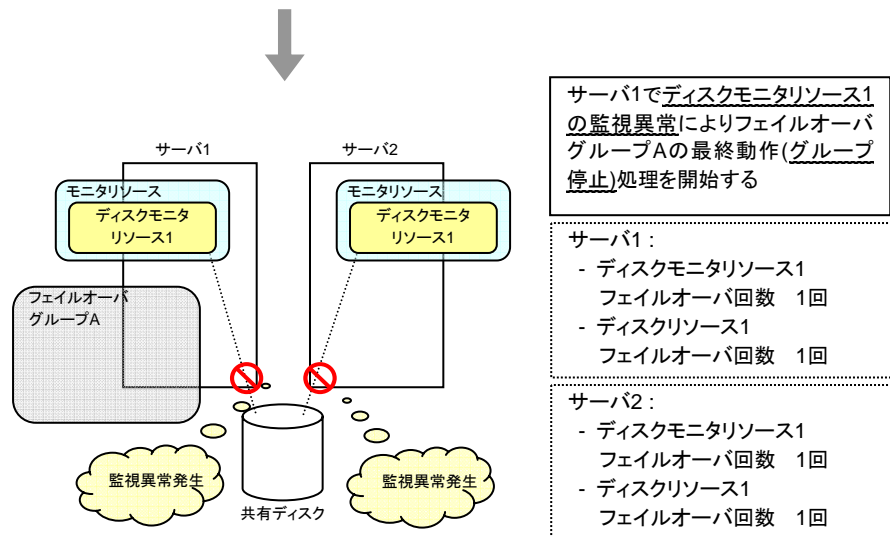 サーバ1
サーバ2
モニタリソース
ディスクモニタ
リソース1
モニタリソース
ディスクモニタ
リソース1
フェイルオーバ
グループA
監視異常発生
監視異常発生
共有ディスク
サーバ1でディスクモニタリソース1
の監視異常によりフェイルオーバ
グループAの最終動作(グループ
停止)処理を開始する
サーバ1 :
- ディスクモニタリソース1
フェイルオーバ回数 1回
- ディスクリソース1
フェイルオーバ回数 1回
サーバ2 :
- ディスクモニタリソース1
フェイルオーバ回数 1回
- ディスクリソース1
フェイルオーバ回数 1回